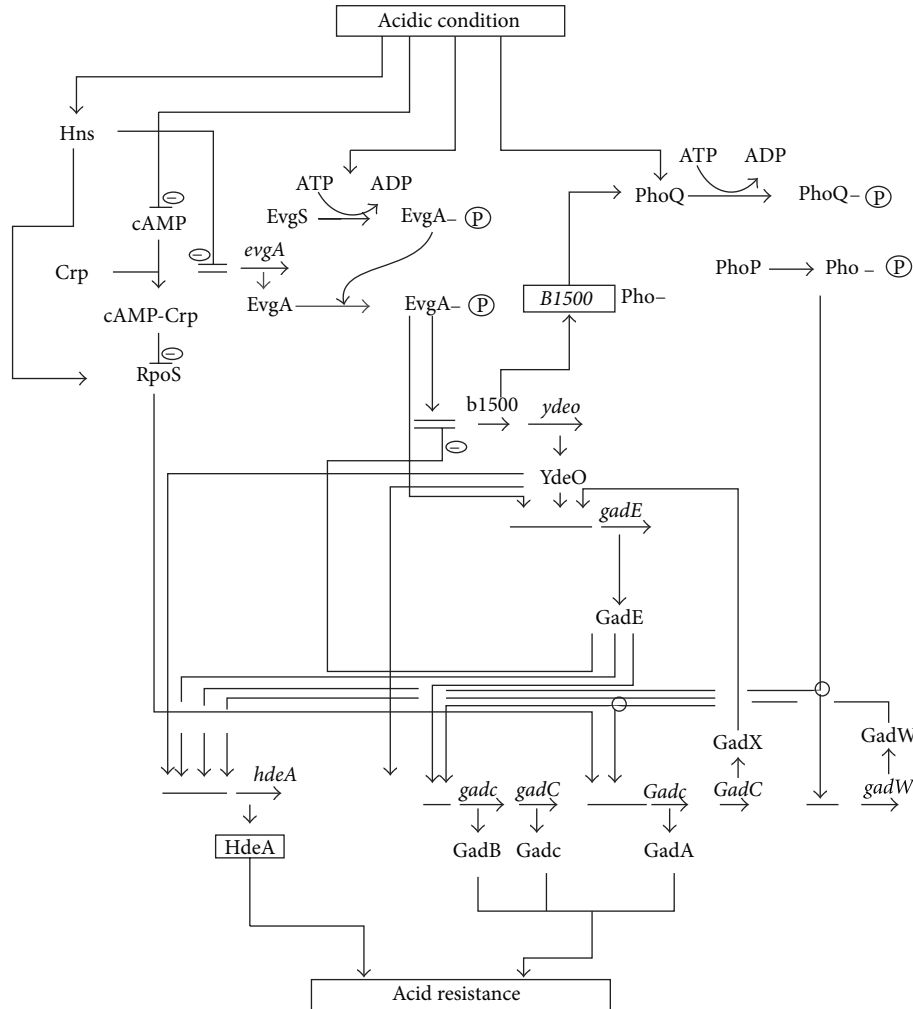 Acidic condition
Hns
ATP
ADP
ATP
ADP
EvgS
EvgA– P
PhoQ
PhoQ– P
cAMP
evgA
Crp
EvgA
EvgA– P
PhoP
Pho – P
B1500
Pho–
cAMP-Crp
RpoS
b1500
ydeo
YdeO
gadE
GadE
GadX
GadW
hdeA
gadc
gadC
Gadc
GadC
gadW
HdeA
GadB
Gadc
GadA
Acid resistance